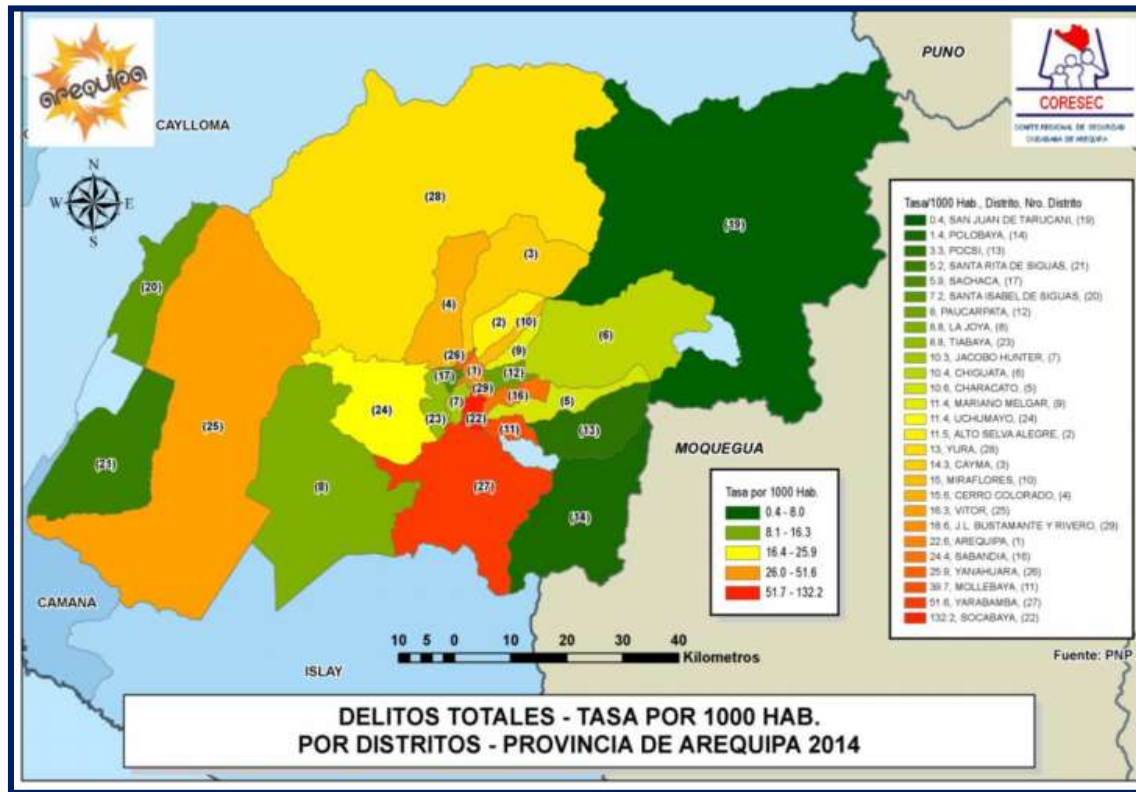 arequipa
CAYLLOMA
PUNO
CORESEC
COMITE REGIONAL DE SEGURIDAD
CIUDADANA DE AREQUIPA
N
W E
S
(28)
(19)
(3)
(20)
(4)
(2)
(10)
(6)
(9)
(26)
(1)
(17)
(12)
(29)
(16)
(7)
(5)
(24)
(23)
(22)
(25)
(11)
(13)
(21)
(8)
(27)
(14)
MOQUEGUA
CAMANA
ISLAY
Tasa por 1000 Hab.
0.4 - 8.0
8.1 - 16.3
16.4 - 25.9
26.0 - 51.6
51.7 - 132.2
Tasa/1000 Hab., Distrito, Nro. Distrito
0.4, SAN JUAN DE TARUCANI, (19)
1.4, POLOBAYA, (14)
3.3, POCSI, (13)
5.2, SANTA RITA DE SIGUAS, (21)
5.9, SACHACA, (17)
7.2, SANTA ISABEL DE SIGUAS, (20)
8, PAUCARPATA, (12)
8.8, LA JOYA, (8)
8.8, TIABAYA, (23)
10.3, JACOBO HUNTER, (7)
10.4, CHIGUATA, (6)
10.6, CHARACATO, (5)
11.4, MARIANO MELGAR, (9)
11.4, UCHUMAYO, (24)
11.5, ALTO SELVA ALEGRE, (2)
13, YURA, (28)
14.3, CAYMA, (3)
15, MIRAFLORES, (10)
15.6, CERRO COLORADO, (4)
16.3, VITOR, (25)
18.6, J.L. BUSTAMANTE Y RIVERO, (29)
22.6, AREQUIPA, (1)
24.4, SABANDIA, (16)
25.9, YANAHUARA, (26)
39.7, MOLLEBAYA, (11)
51.6, YARABAMBA, (27)
132.2, SOCABAYA, (22)
10 5 0 10 20 30 40
Kilometros
Fuente: PNP
DELITOS TOTALES - TASA POR 1000 HAB.
POR DISTRITOS - PROVINCIA DE AREQUIPA 2014